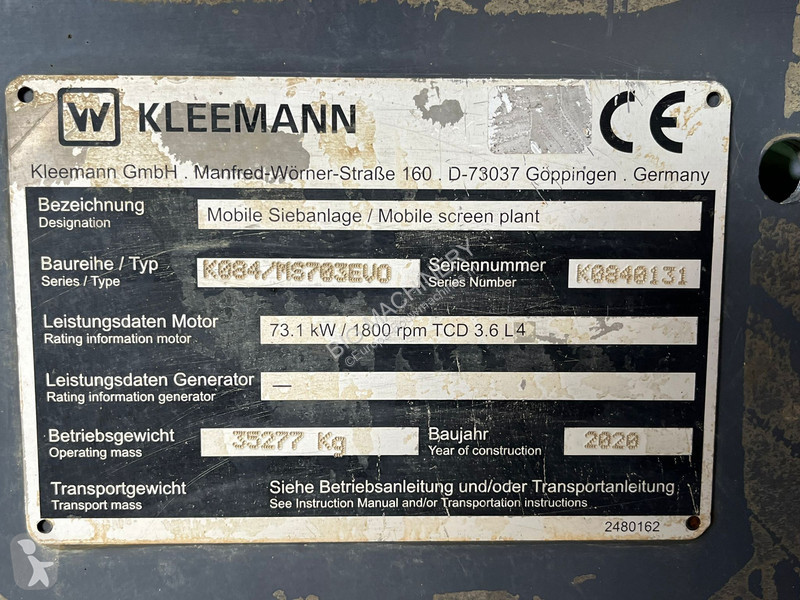 W KLEEMANN CE
Kleemann GmbH . Manfred-Wörner-Straße 160 . D-73037 Göppingen . Germany
Bezeichnung
Designation
Mobile Siebanlage / Mobile screen plant
Baureihe / Typ
Series / Type
K084/MS703EVO
Seriennummer
Series Number
K0840131
Leistungsdaten Motor
Rating information motor
73.1 kW / 1800 rpm TCD 3.6 L4
Leistungsdaten Generator
Rating information generator
—
Betriebsgewicht
Operating mass
35277 Kg
Baujahr
Year of construction
2020
Transportgewicht
Transport mass
Siehe Betriebsanleitung und/oder Transportanleitung
See Instruction Manual and/or Transportation instructions
2480162